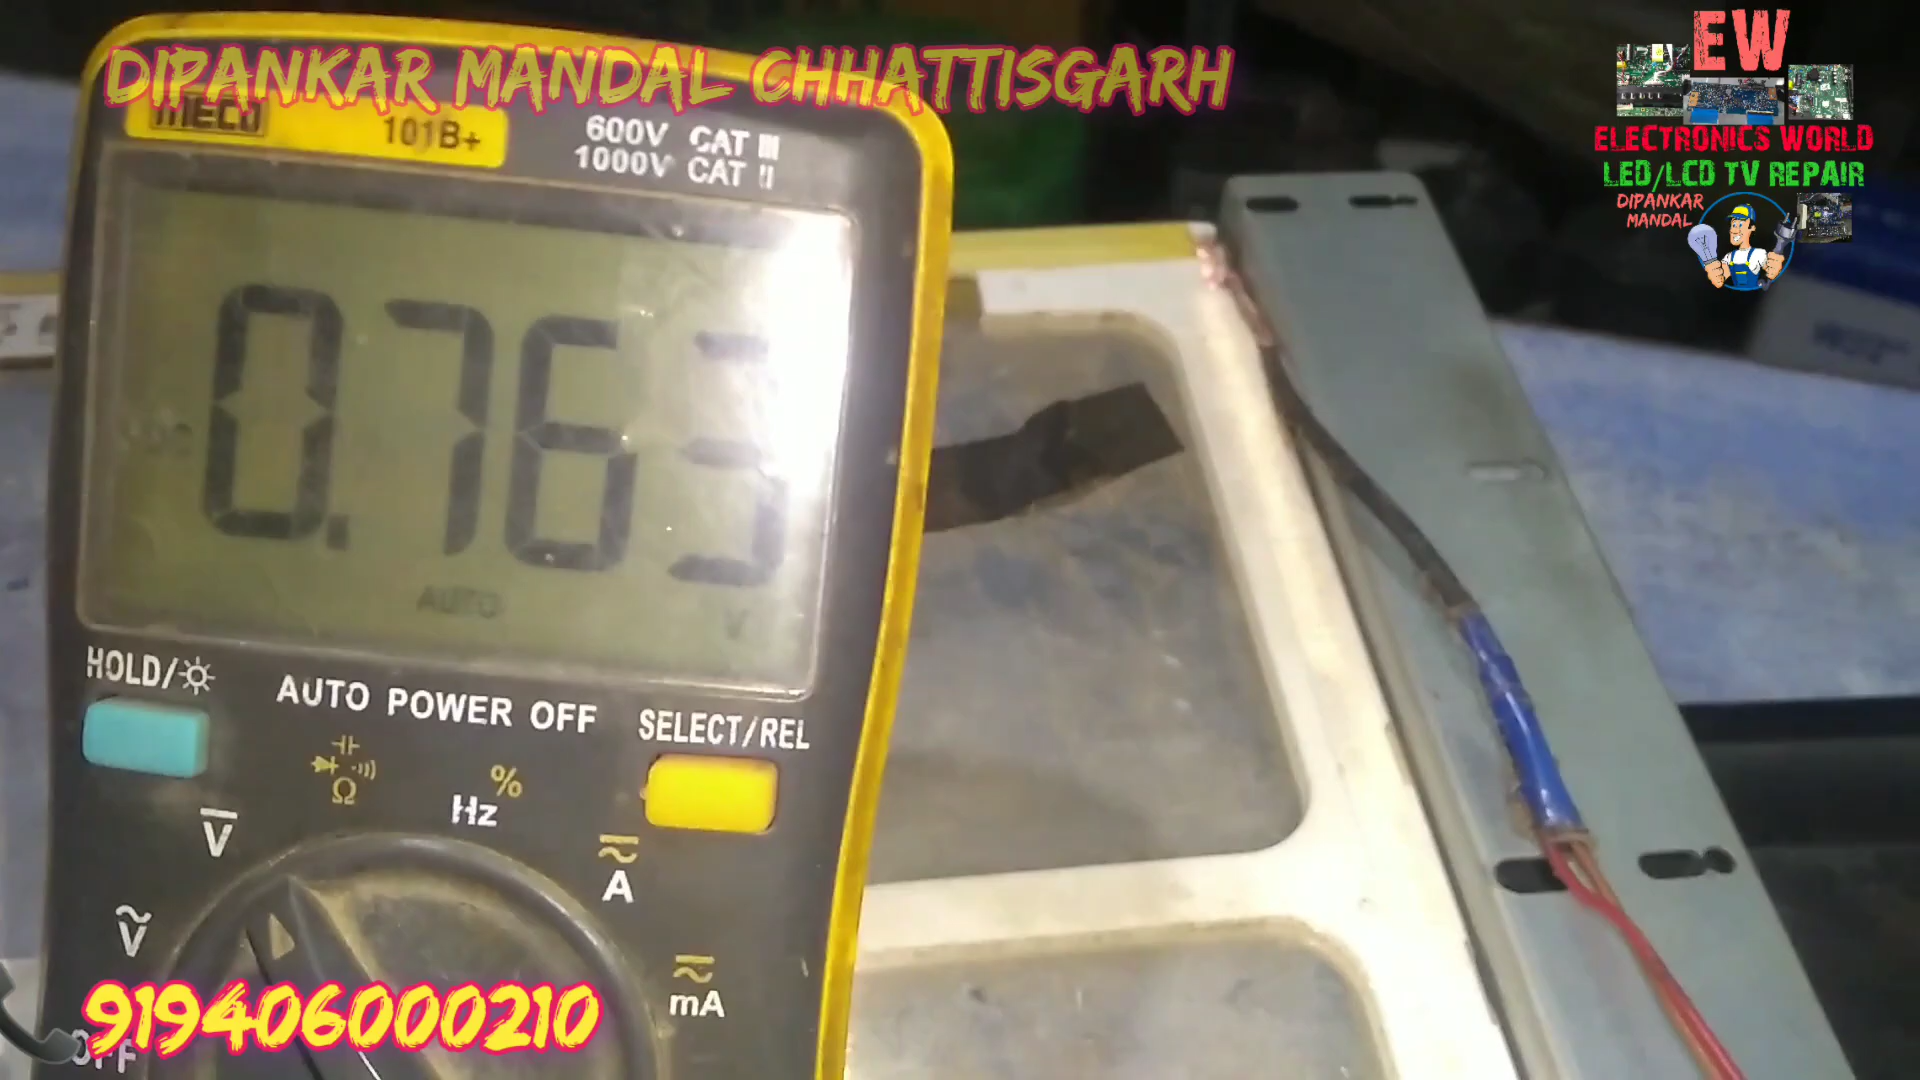 DIPANKAR MANDAL CHHATTISGARH
EW
ELECTRONICS WORLD
LED/LCD TV REPAIR
DIPANKAR
MANDAL
MECO
101B+
600V CAT III
1000V CAT II
0.763
AUTO
V
HOLD/
AUTO POWER OFF
SELECT/REL
Ω
%
Hz
V
A
V
mA
OFF
919406000210